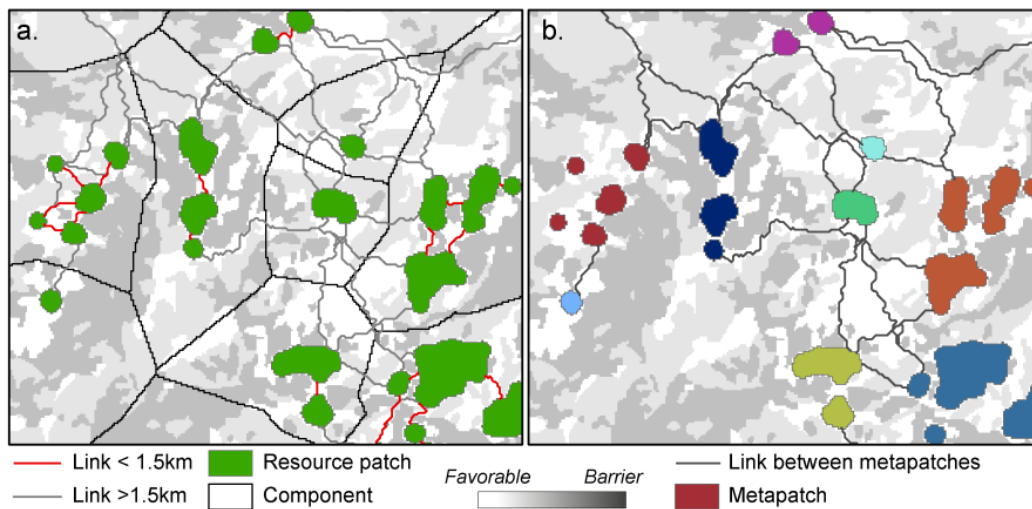 a.
b.
Link < 1.5km
Resource patch
Favorable
Barrier
Link between metapatches
Link >1.5km
Component
Metapatch